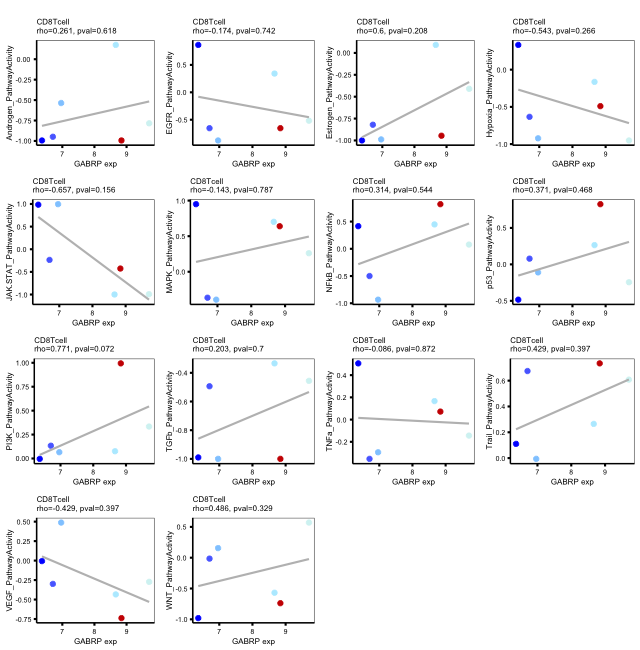 CD8Tcell
rho=0.261, pval=0.618
Androgen_PathwayActivity
0.00
-0.25
-0.50
-0.75
-1.00
7 8 9
GABRP exp
CD8Tcell
rho=-0.174, pval=0.742
EGFR_PathwayActivity
0.5
0.0
-0.5
7 8 9
GABRP exp
CD8Tcell
rho=0.6, pval=0.208
Estrogen_PathwayActivity
0.00
-0.25
-0.50
-0.75
-1.00
7 8 9
GABRP exp
CD8Tcell
rho=-0.543, pval=0.266
Hypoxia_PathwayActivity
0.0
-0.5
-1.0
7 8 9
GABRP exp
CD8Tcell
rho=-0.657, pval=0.156
JAK-STAT_PathwayActivity
1.0
0.5
0.0
-0.5
-1.0
7 8 9
GABRP exp
CD8Tcell
rho=-0.143, pval=0.787
MAPK_PathwayActivity
0.5
0.0
7 8 9
GABRP exp
CD8Tcell
rho=0.314, pval=0.544
NFkB_PathwayActivity
0.5
0.0
-0.5
-1.0
7 8 9
GABRP exp
CD8Tcell
rho=0.371, pval=0.468
p53_PathwayActivity
0.5
0.0
-0.5
7 8 9
GABRP exp
CD8Tcell
rho=0.771, pval=0.072
PI3K_PathwayActivity
1.00
0.75
0.50
0.25
0.00
7 8 9
GABRP exp
CD8Tcell
rho=0.203, pval=0.7
TGFb_PathwayActivity
-0.4
-0.6
-0.8
-1.0
7 8 9
GABRP exp
CD8Tcell
rho=-0.086, pval=0.872
TNFa_PathwayActivity
0.4
0.2
0.0
-0.2
7 8 9
GABRP exp
CD8Tcell
rho=0.429, pval=0.397
Trail_PathwayActivity
0.6
0.4
0.2
0.0
7 8 9
GABRP exp
CD8Tcell
rho=-0.429, pval=0.397
VEGF_PathwayActivity
0.50
0.25
0.00
-0.25
-0.50
-0.75
7 8 9
GABRP exp
CD8Tcell
rho=0.486, pval=0.329
WNT_PathwayActivity
0.5
0.0
-0.5
-1.0
7 8 9
GABRP exp